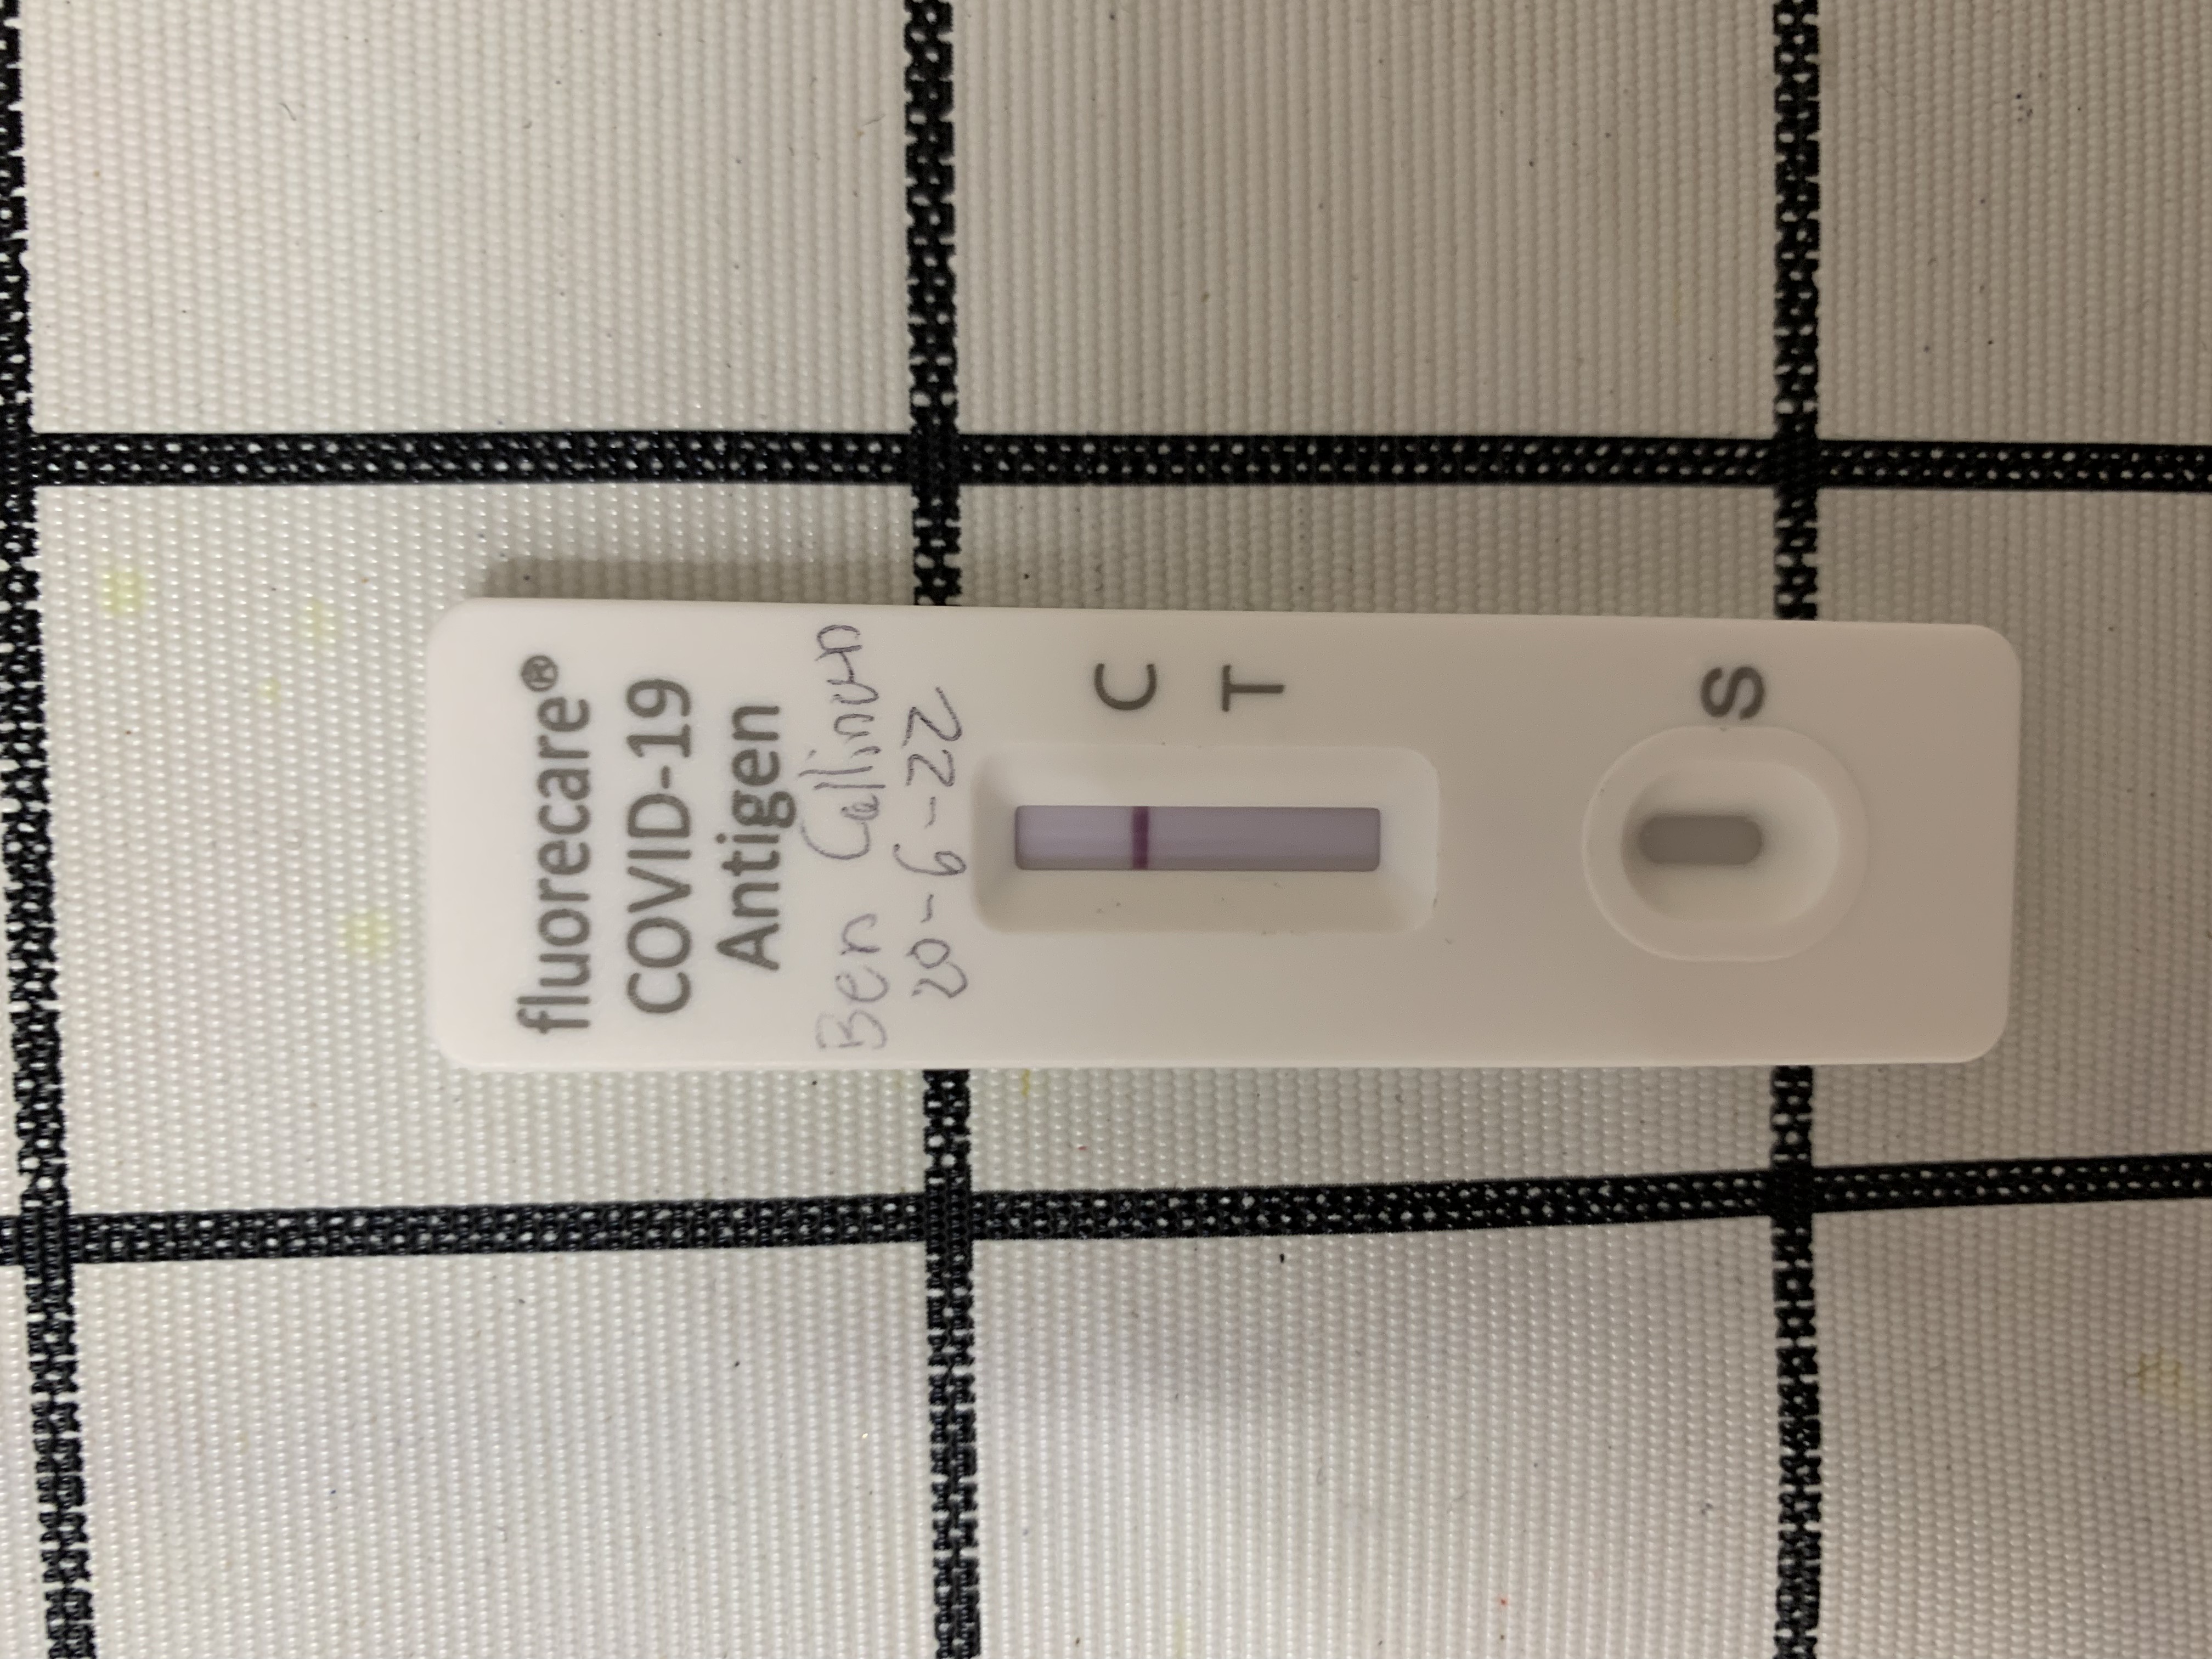 fluorecare®
COVID-19
Antigen
Ben Callinan
20-6-22
C
T
S